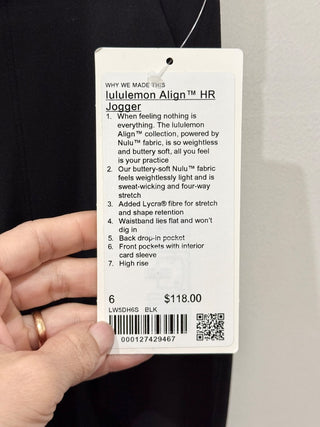 WHY WE MADE THIS
lululemon Align™ HR
Jogger
1. When feeling nothing is
everything. The lululemon
Align™ collection, powered by
Nulu™ fabric, is so weightless
and buttery soft, all you feel
is your practice
2. Our buttery-soft Nulu™ fabric
feels weightlessly light and is
sweat-wicking and four-way
stretch
3. Added Lycra® fibre for stretch
and shape retention
4. Waistband lies flat and won't
dig in
5. Back drop-in pocket
6. Front pockets with interior
card sleeve
7. High rise
6 $118.00
LW5DH6S BLK
000127429467